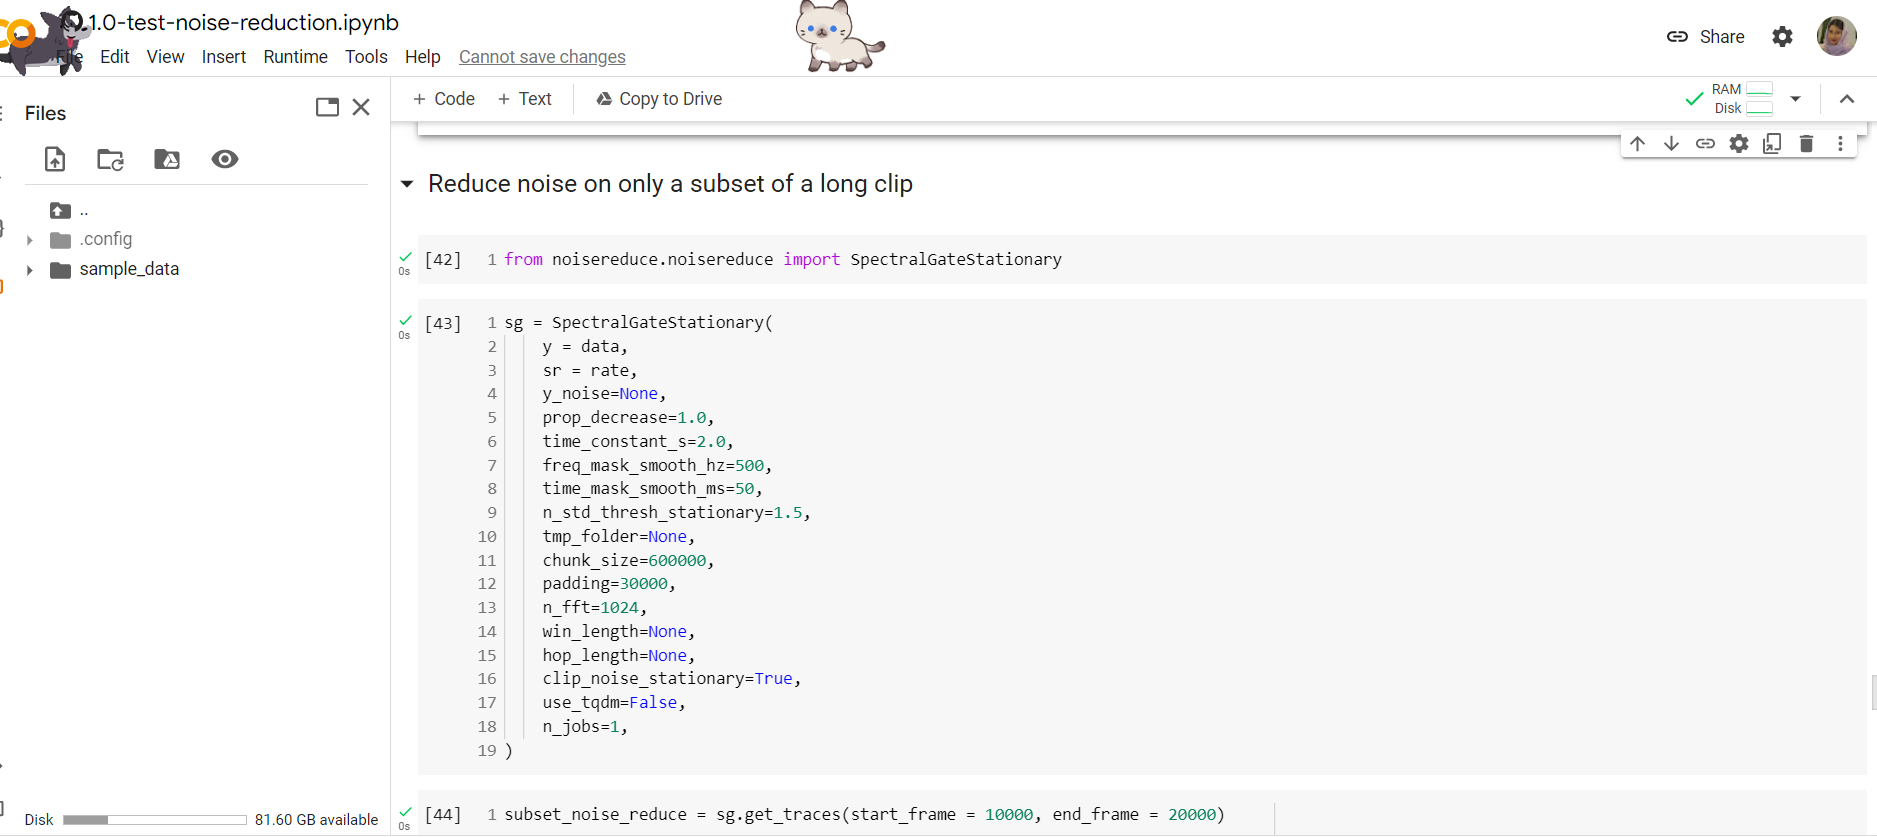 1.0-test-noise-reduction.ipynb
File Edit View Insert Runtime Tools Help Cannot save changes
Share
Files
+ Code + Text Copy to Drive
RAM
Disk
Reduce noise on only a subset of a long clip
..
.config
sample_data
[42] 1 from noisereduce.noisereduce import SpectralGateStationary
0s
[43] 1 sg = SpectralGateStationary(
0s
2 y = data,
3 sr = rate,
4 y_noise=None,
5 prop_decrease=1.0,
6 time_constant_s=2.0,
7 freq_mask_smooth_hz=500,
8 time_mask_smooth_ms=50,
9 n_std_thresh_stationary=1.5,
10 tmp_folder=None,
11 chunk_size=600000,
12 padding=30000,
13 n_fft=1024,
14 win_length=None,
15 hop_length=None,
16 clip_noise_stationary=True,
17 use_tqdm=False,
18 n_jobs=1,
19 )
[44] 1 subset_noise_reduce = sg.get_traces(start_frame = 10000, end_frame = 20000)
0s
Disk 81.60 GB available